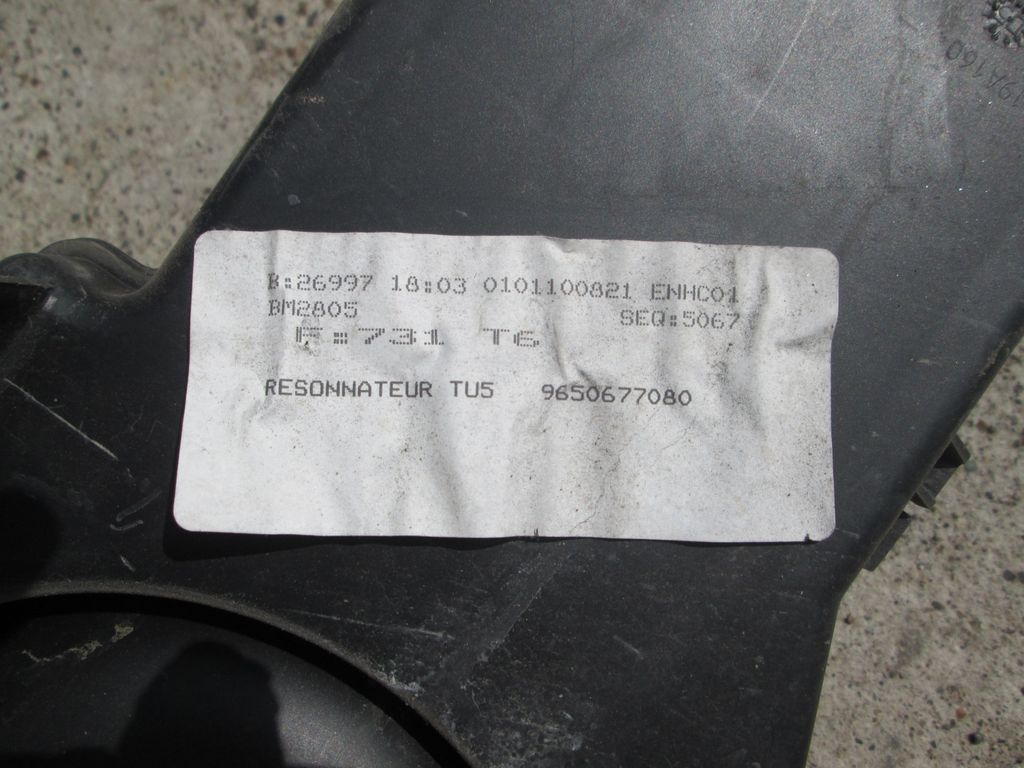 B:26997 18:03 0101100821 ENHC01
BM2805 SEQ:5067
F:731 T6
RESONNATEUR TU5 9650677080